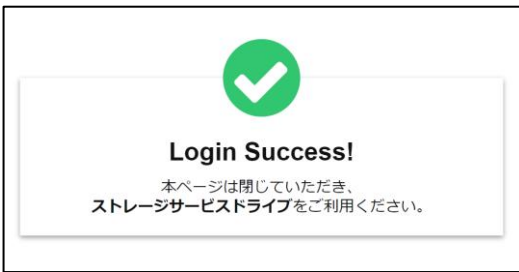 Login Success!
本ページは閉じていただき、
ストレージサービスドライブをご利用ください。